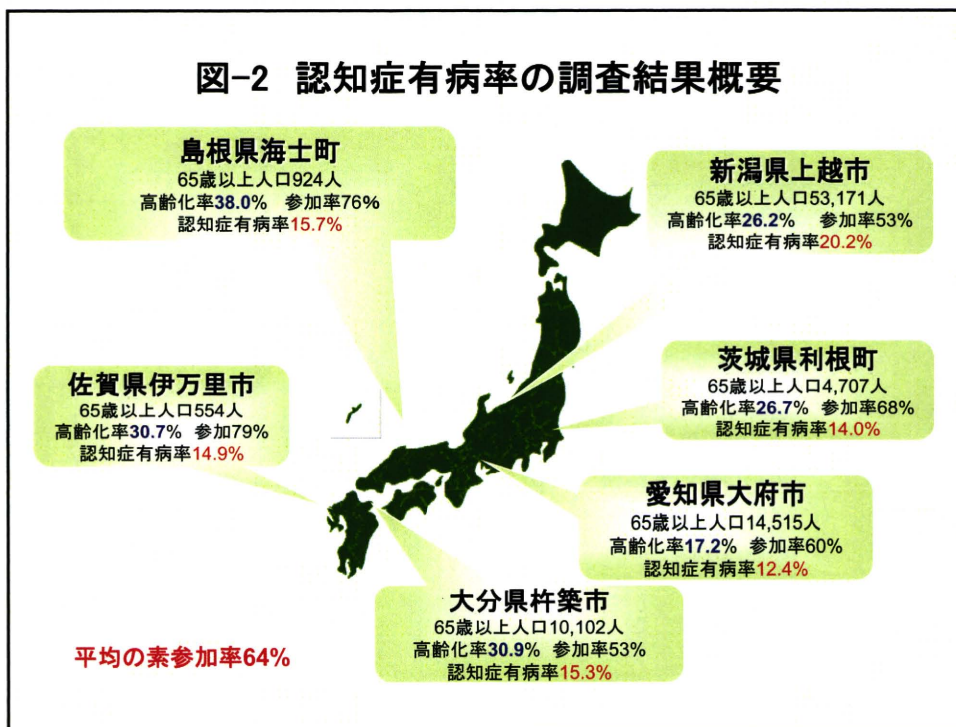 図-2 認知症有病率の調査結果概要
島根県海士町
65歳以上人口924人
高齢化率38.0% 参加率76%
認知症有病率15.7%
新潟県上越市
65歳以上人口53,171人
高齢化率26.2% 参加率53%
認知症有病率20.2%
佐賀県伊万里市
65歳以上人口554人
高齢化率30.7% 参加79%
認知症有病率14.9%
茨城県利根町
65歳以上人口4,707人
高齢化率26.7% 参加率68%
認知症有病率14.0%
愛知県大府市
65歳以上人口14,515人
高齢化率17.2% 参加率60%
認知症有病率12.4%
大分県杵築市
65歳以上人口10,102人
高齢化率30.9% 参加率53%
認知症有病率15.3%
平均の素参加率64%